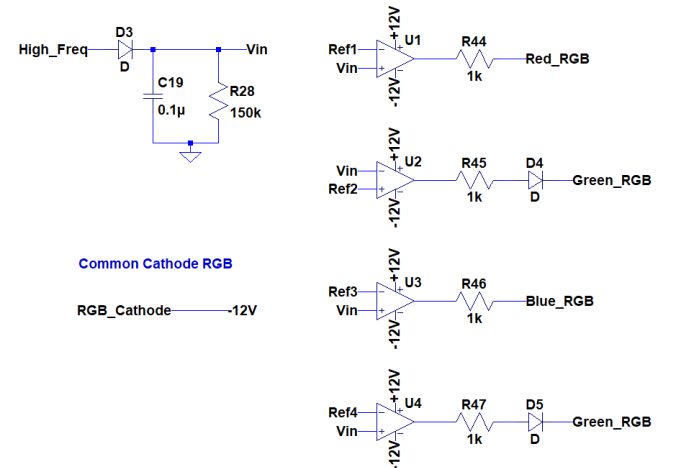 D3
High_Freq
Vin
D
C19
0.1µ
R28
150k
Common Cathode RGB
RGB_Cathode
-12V
+12V
U1
Ref1
−
+
Vin
+
−
-12V
R44
1k
Red_RGB
+12V
U2
Vin
−
+
Ref2
+
−
-12V
R45
1k
D4
D
Green_RGB
+12V
U3
Ref3
−
+
Vin
+
−
-12V
R46
1k
Blue_RGB
+12V
U4
Ref4
−
+
Vin
+
−
-12V
R47
1k
D5
D
Green_RGB